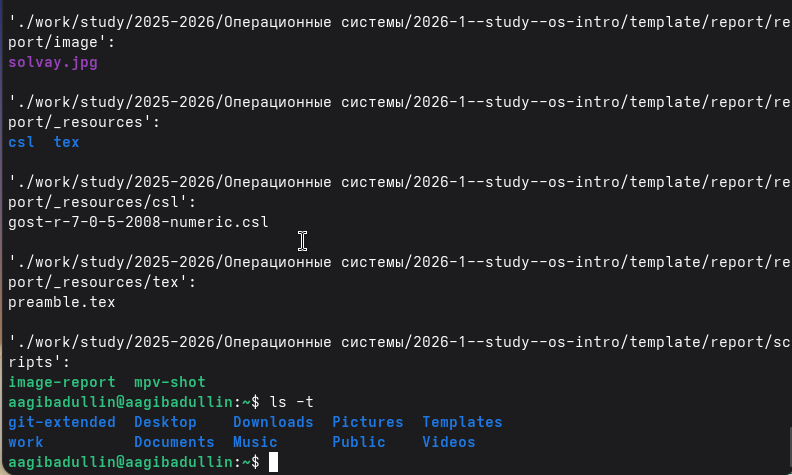 './work/study/2025-2026/Операционные системы/2026-1--study--os-intro/template/report/re
port/image':
solvay.jpg
'./work/study/2025-2026/Операционные системы/2026-1--study--os-intro/template/report/re
port/_resources':
csl  tex
'./work/study/2025-2026/Операционные системы/2026-1--study--os-intro/template/report/re
port/_resources/csl':
gost-r-7-0-5-2008-numeric.csl
'./work/study/2025-2026/Операционные системы/2026-1--study--os-intro/template/report/re
port/_resources/tex':
preamble.tex
'./work/study/2025-2026/Операционные системы/2026-1--study--os-intro/template/report/sc
ripts':
image-report  mpv-shot
aagibadullin@aagibadullin:~$ ls -t
git-extended  Desktop    Downloads  Pictures  Templates
work          Documents  Music      Public    Videos
aagibadullin@aagibadullin:~$